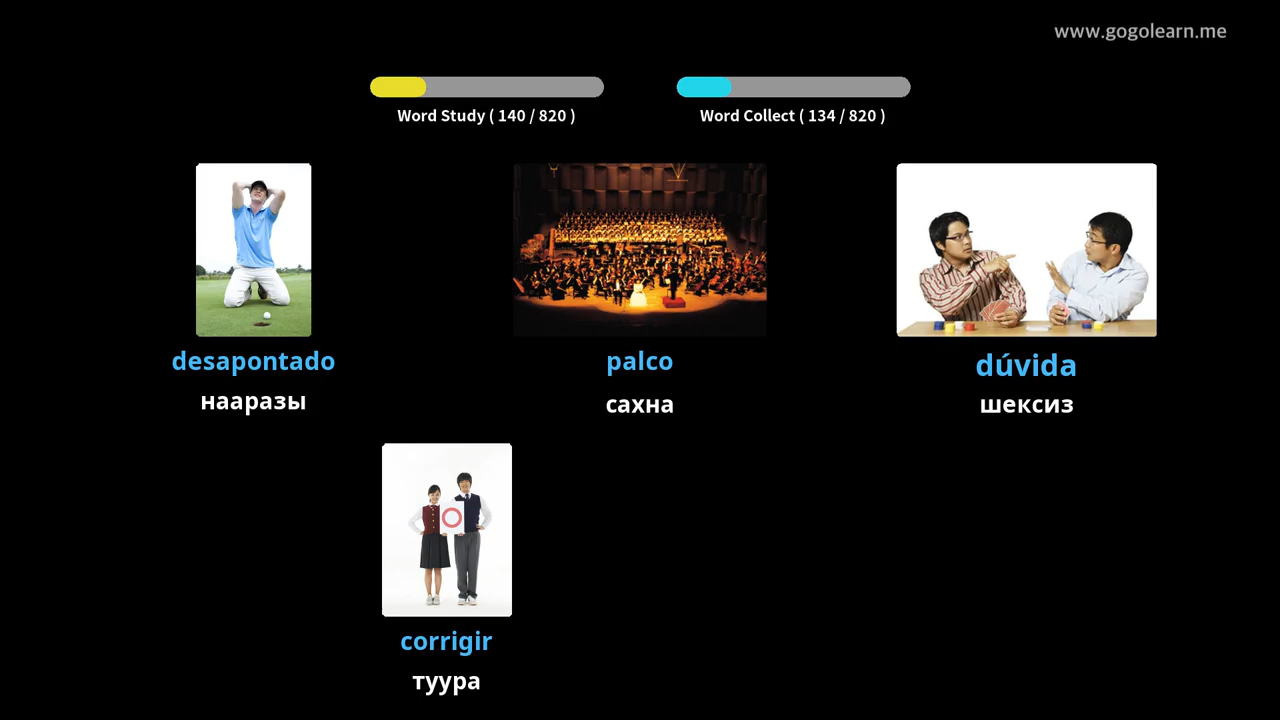 www.gogolearn.me
Word Study ( 140 / 820 )
Word Collect ( 134 / 820 )
desapontado
нааразы
palco
сахна
dúvida
шексиз
corrigir
туура